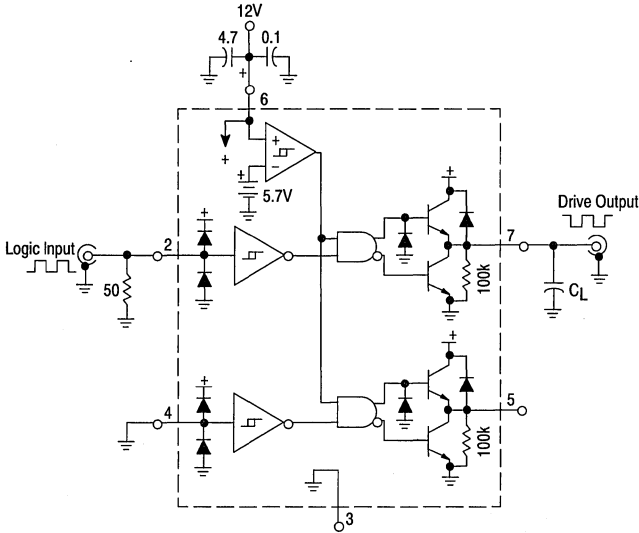 12V
4.7
0.1
+
6
+
+
−
+
5.7V
+
+
Drive Output
Logic Input
2
7
50
100k
CL
+
+
4
5
100k
3